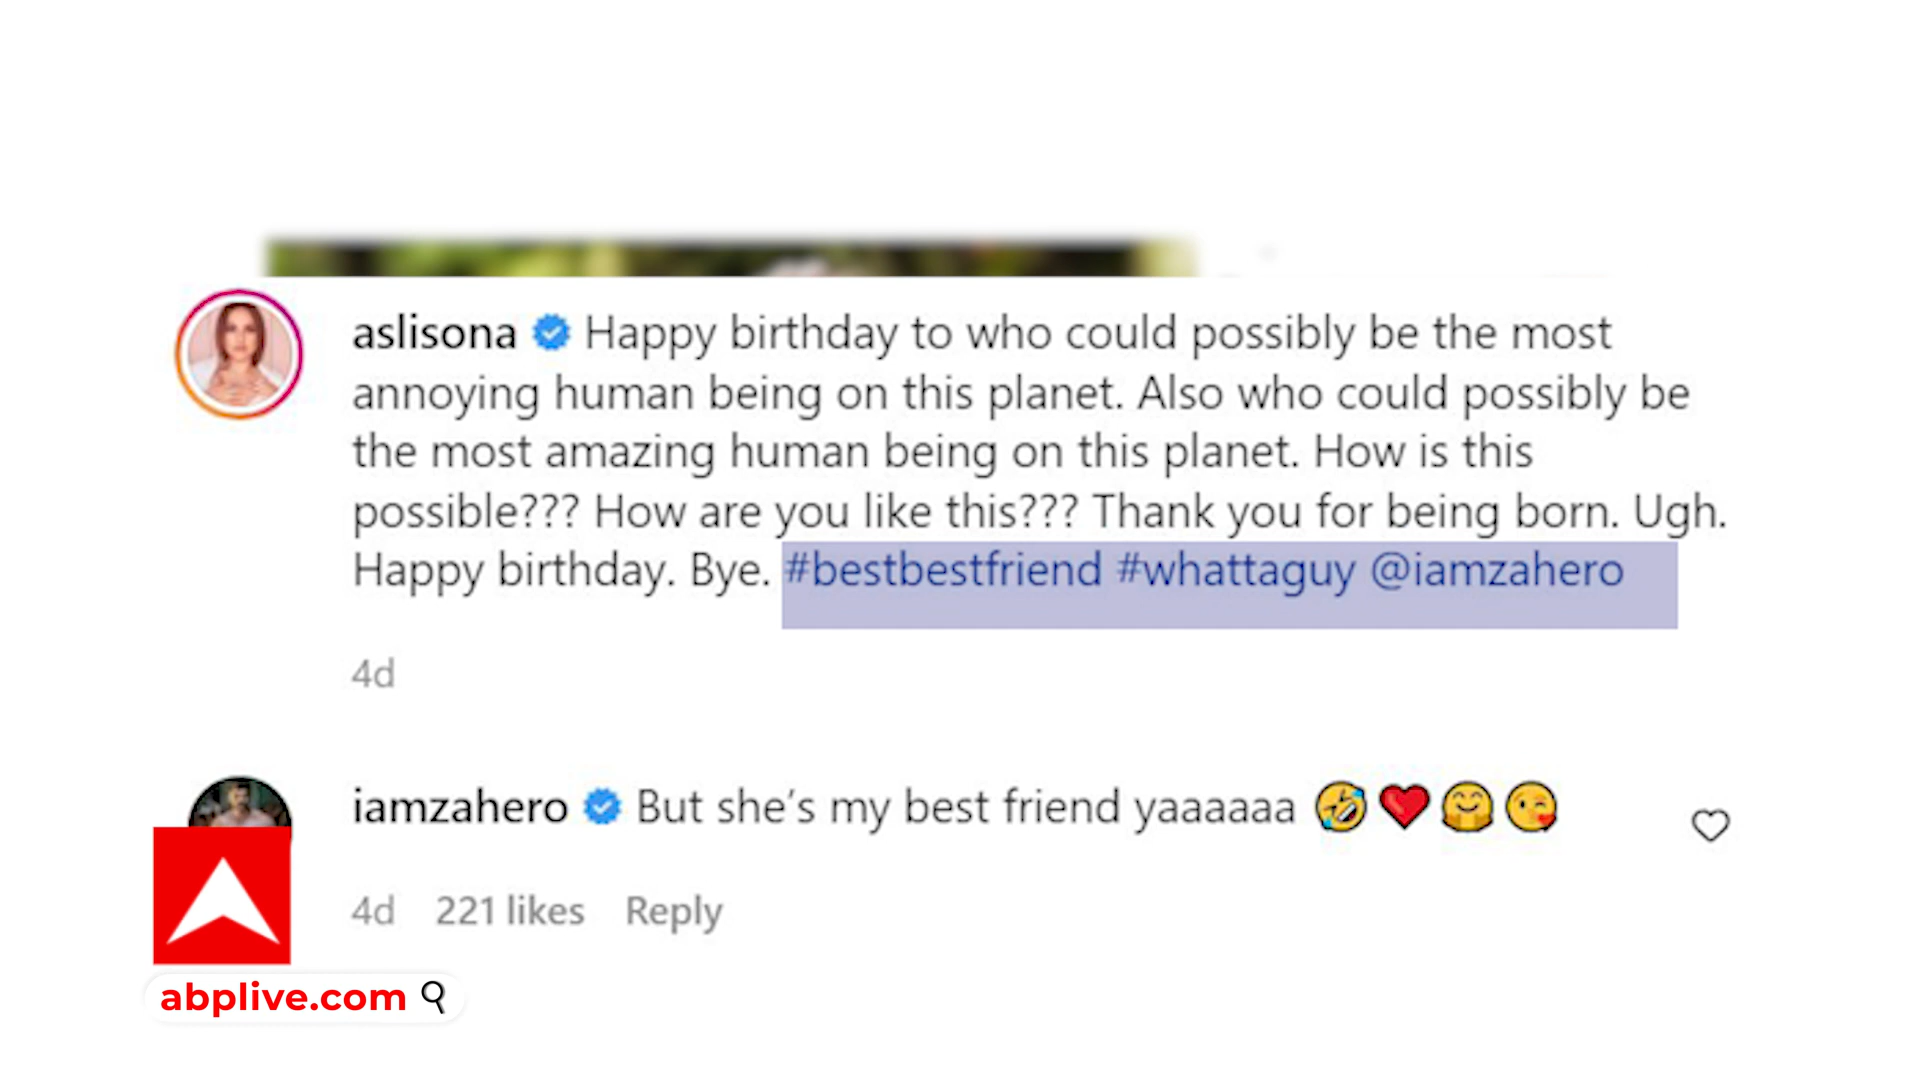 aslisona Happy birthday to who could possibly be the most
annoying human being on this planet. Also who could possibly be
the most amazing human being on this planet. How is this
possible??? How are you like this??? Thank you for being born. Ugh.
Happy birthday. Bye. #bestbestfriend #whattaguy @iamzahero
4d
iamzahero But she’s my best friend yaaaaaa 🤣❤️🤗😘
4d 221 likes Reply
abplive.com